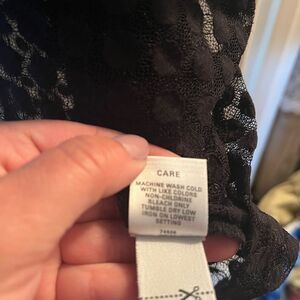 CARE
MACHINE WASH COLD
WITH LIKE COLORS
NON-CHLORINE
BLEACH ONLY
TUMBLE DRY LOW
IRON ON LOWEST
SETTING